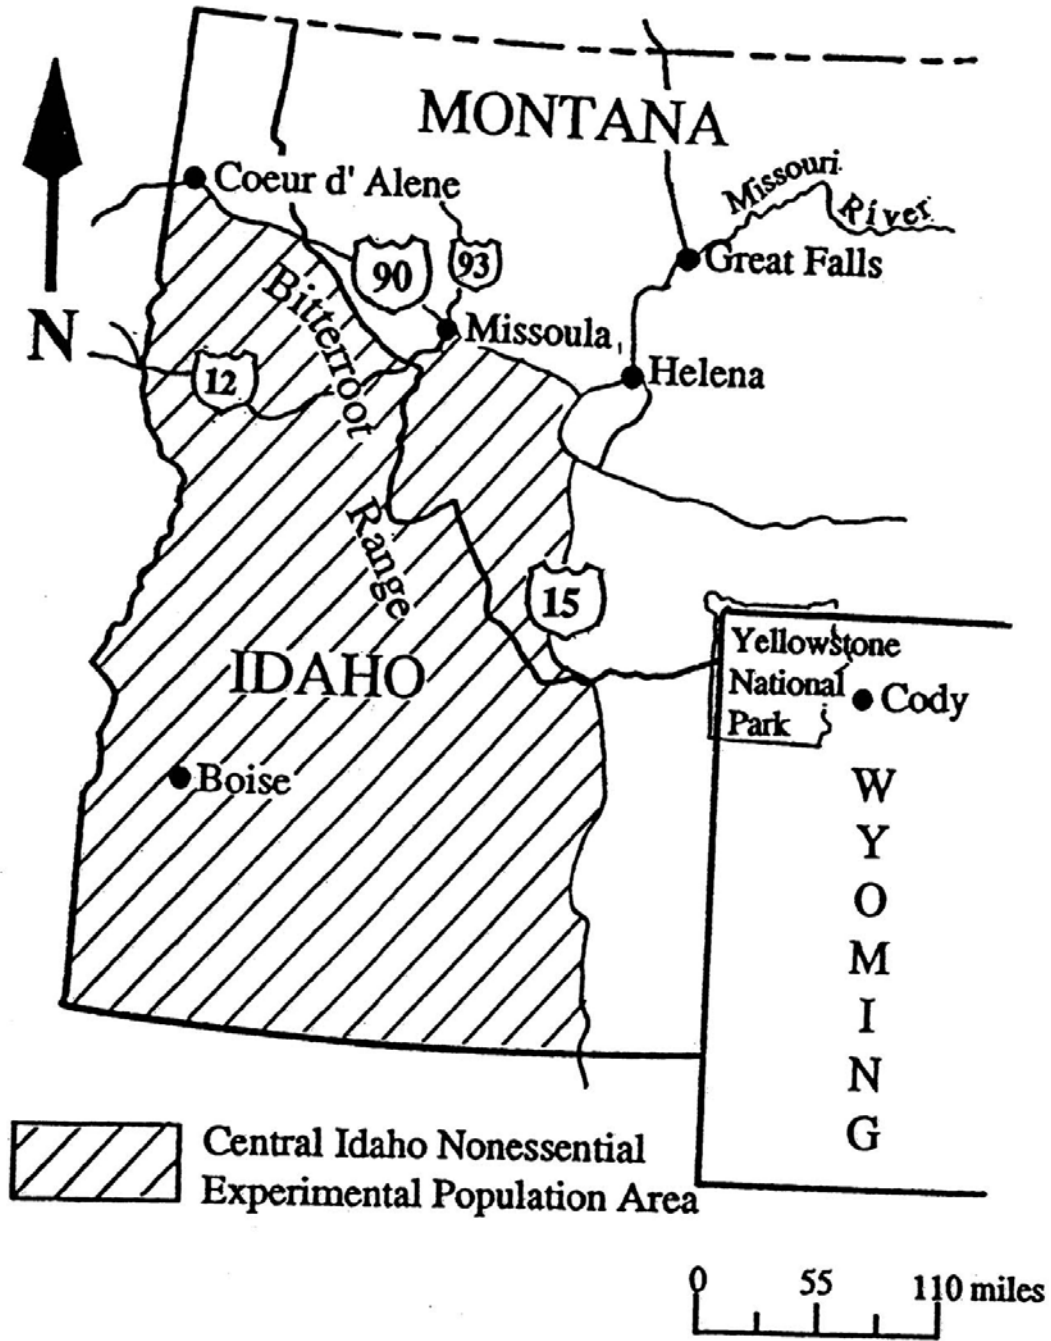 MONTANA
Coeur d' Alene
Missouri
River
90
93
Great Falls
Bitterroot
Range
N
Missoula
12
Helena
15
IDAHO
Yellowstone
National
Park
Cody
Boise
WYOMING
Central Idaho Nonessential
Experimental Population Area
0 55 110 miles